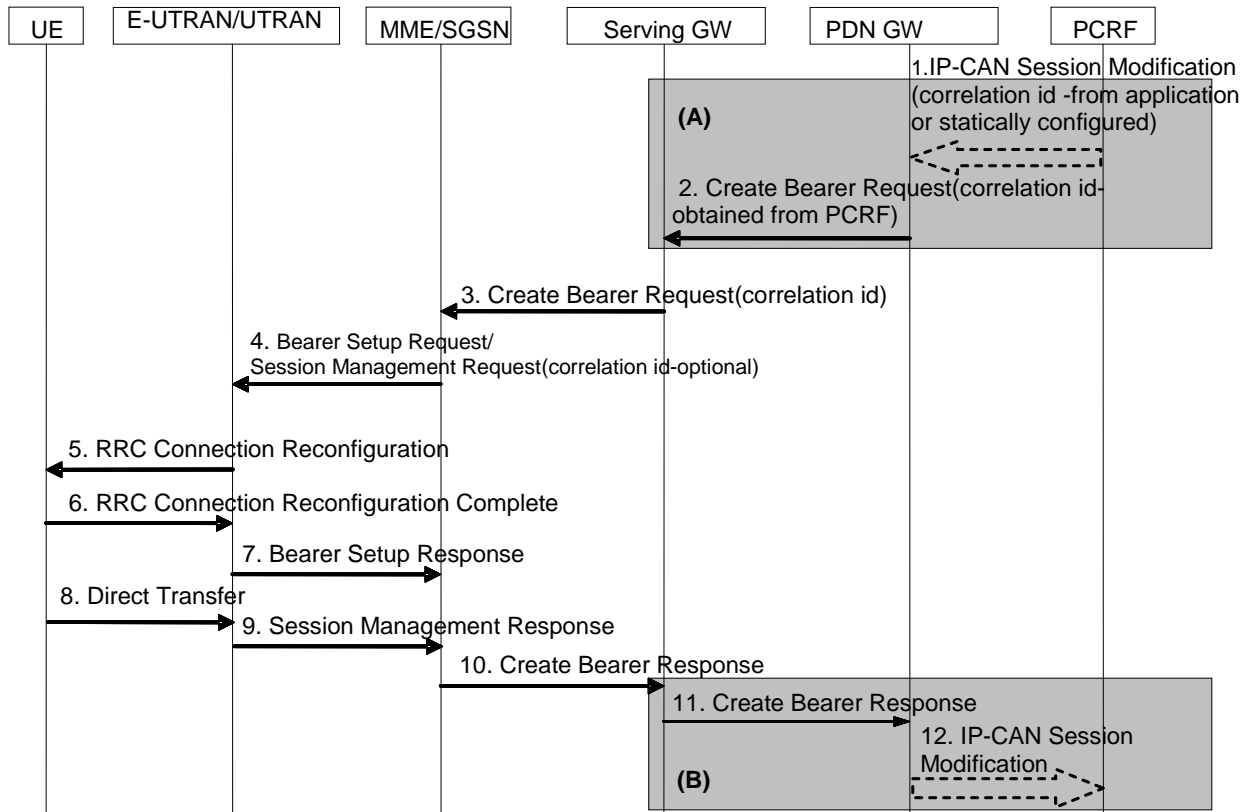 UE
E-UTRAN/UTRAN
MME/SGSN
Serving GW
PDN GW
PCRF
1.IP-CAN Session Modification
(correlation id -from application
or statically configured)
(A)
2. Create Bearer Request(correlation id-
obtained from PCRF)
3. Create Bearer Request(correlation id)
4. Bearer Setup Request/
Session Management Request(correlation id-optional)
5. RRC Connection Reconfiguration
6. RRC Connection Reconfiguration Complete
7. Bearer Setup Response
8. Direct Transfer
9. Session Management Response
10. Create Bearer Response
11. Create Bearer Response
12. IP-CAN Session
Modification
(B)